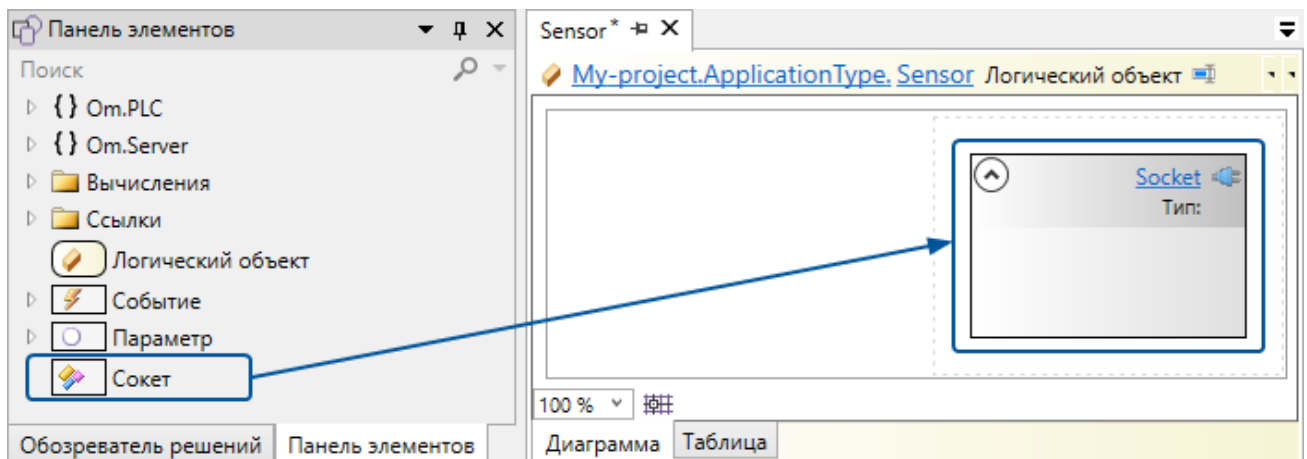 Панель элементов
Поиск
{} Om.PLC
{} Om.Server
Вычисления
Ссылки
Логический объект
Событие
Параметр
Сокет
Обозреватель решений
Панель элементов
Sensor*
My-project.ApplicationType. Sensor Логический объект
Socket
Тип:
100 %
Диаграмма
Таблица